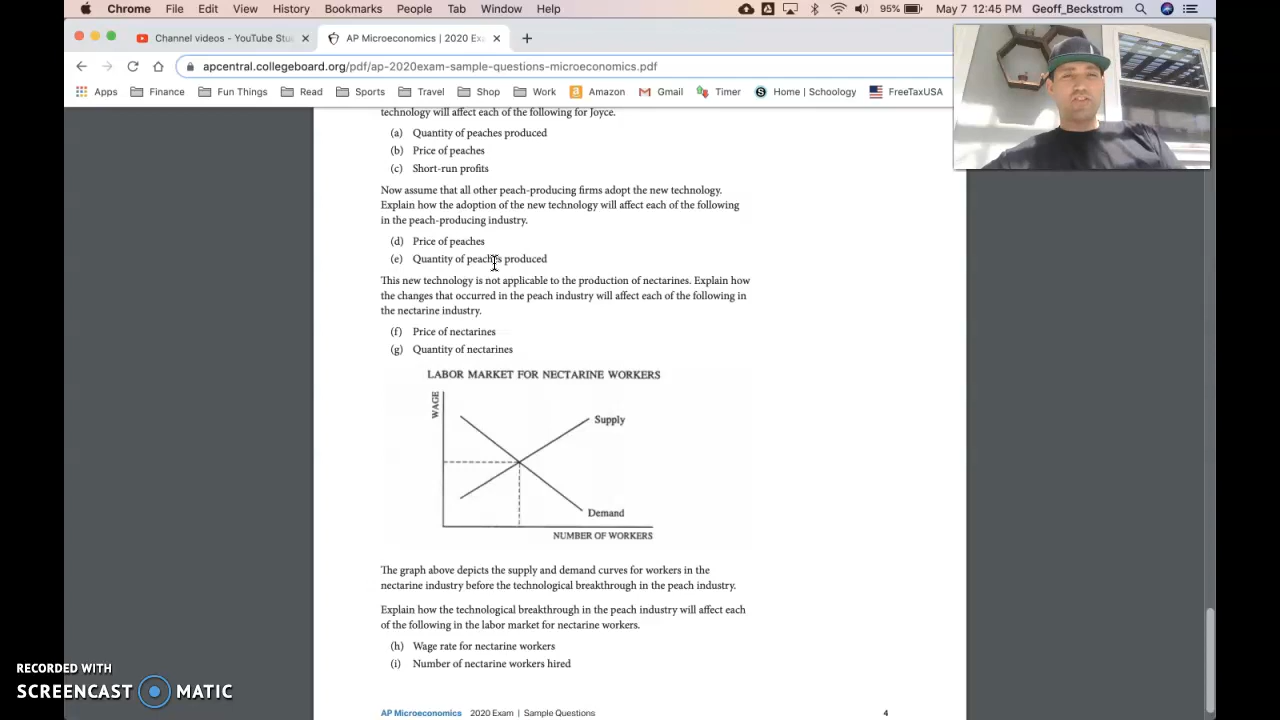 Chrome File Edit View History Bookmarks People Tab Window Help 95% May 7 12:45 PM Geoff_Beckstrom
Channel videos - YouTube Stu × AP Microeconomics | 2020 Ex × +
apcentral.collegeboard.org/pdf/ap-2020exam-sample-questions-microeconomics.pdf
Apps Finance Fun Things Read Sports Travel Shop Work Amazon Gmail Timer Home | Schoology FreeTaxUSA
technology will affect each of the following for Joyce.
(a) Quantity of peaches produced
(b) Price of peaches
(c) Short-run profits
Now assume that all other peach-producing firms adopt the new technology.
Explain how the adoption of the new technology will affect each of the following
in the peach-producing industry.
(d) Price of peaches
(e) Quantity of peaches produced
This new technology is not applicable to the production of nectarines. Explain how
the changes that occurred in the peach industry will affect each of the following in
the nectarine industry.
(f) Price of nectarines
(g) Quantity of nectarines
LABOR MARKET FOR NECTARINE WORKERS
WAGE
Supply
Demand
NUMBER OF WORKERS
The graph above depicts the supply and demand curves for workers in the
nectarine industry before the technological breakthrough in the peach industry.
Explain how the technological breakthrough in the peach industry will affect each
of the following in the labor market for nectarine workers.
(h) Wage rate for nectarine workers
(i) Number of nectarine workers hired
RECORDED WITH
SCREENCAST MATIC
AP Microeconomics 2020 Exam | Sample Questions 4